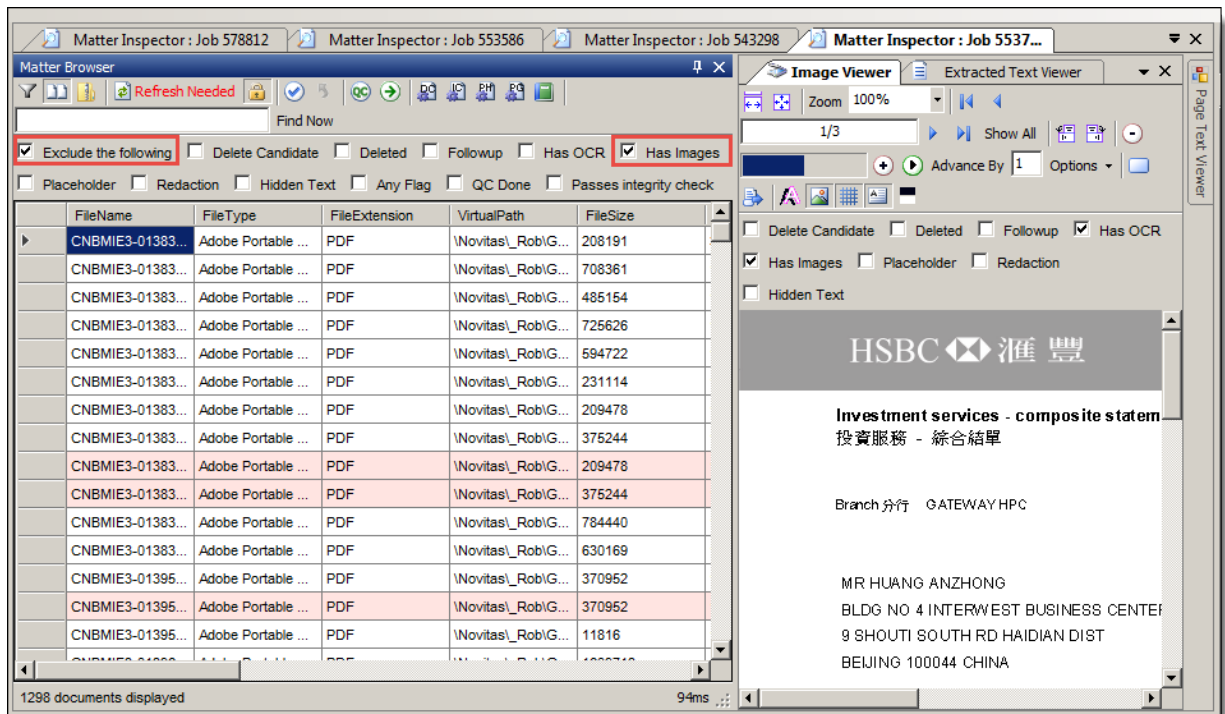 Matter Inspector : Job 578812 Matter Inspector : Job 553586 Matter Inspector : Job 543298 Matter Inspector : Job 5537...
Matter Browser
Refresh Needed QC
Find Now
Exclude the following Delete Candidate Deleted Followup Has OCR Has Images
Placeholder Redaction Hidden Text Any Flag QC Done Passes integrity check
FileName FileType FileExtension VirtualPath FileSize
CNBMIE3-01383... Adobe Portable ... PDF \Novitas\_Rob\G... 208191
CNBMIE3-01383... Adobe Portable ... PDF \Novitas\_Rob\G... 708361
CNBMIE3-01383... Adobe Portable ... PDF \Novitas\_Rob\G... 485154
CNBMIE3-01383... Adobe Portable ... PDF \Novitas\_Rob\G... 725626
CNBMIE3-01383... Adobe Portable ... PDF \Novitas\_Rob\G... 594722
CNBMIE3-01383... Adobe Portable ... PDF \Novitas\_Rob\G... 231114
CNBMIE3-01383... Adobe Portable ... PDF \Novitas\_Rob\G... 209478
CNBMIE3-01383... Adobe Portable ... PDF \Novitas\_Rob\G... 375244
CNBMIE3-01383... Adobe Portable ... PDF \Novitas\_Rob\G... 209478
CNBMIE3-01383... Adobe Portable ... PDF \Novitas\_Rob\G... 375244
CNBMIE3-01383... Adobe Portable ... PDF \Novitas\_Rob\G... 784440
CNBMIE3-01383... Adobe Portable ... PDF \Novitas\_Rob\G... 630169
CNBMIE3-01395... Adobe Portable ... PDF \Novitas\_Rob\G... 370952
CNBMIE3-01395... Adobe Portable ... PDF \Novitas\_Rob\G... 370952
CNBMIE3-01395... Adobe Portable ... PDF \Novitas\_Rob\G... 11816
1298 documents displayed 94ms
Image Viewer Extracted Text Viewer
Zoom 100%
1/3 Show All
Advance By 1 Options
Delete Candidate Deleted Followup Has OCR
Has Images Placeholder Redaction
Hidden Text
HSBC 滙豐
Investment services - composite statem
投資服務 - 綜合結單
Branch 分行 GATEWAY HPC
MR HUANG ANZHONG
BLDG NO 4 INTERWEST BUSINESS CENTER
9 SHOUTI SOUTH RD HAIDIAN DIST
BEIJING 100044 CHINA
Page Text Viewer